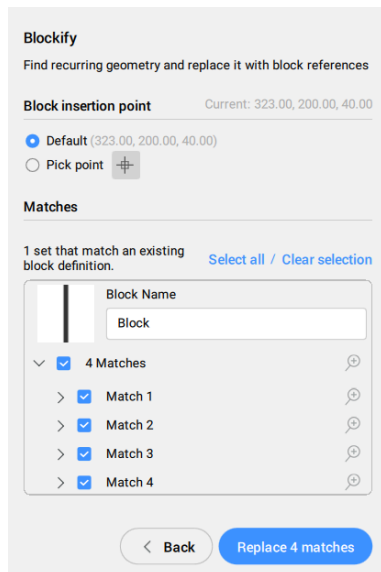 Blockify
Find recurring geometry and replace it with block references
Block insertion point
Current: 323.00, 200.00, 40.00
Default (323.00, 200.00, 40.00)
Pick point
Matches
1 set that match an existing
block definition.
Select all / Clear selection
Block Name
Block
4 Matches
Match 1
Match 2
Match 3
Match 4
Back
Replace 4 matches